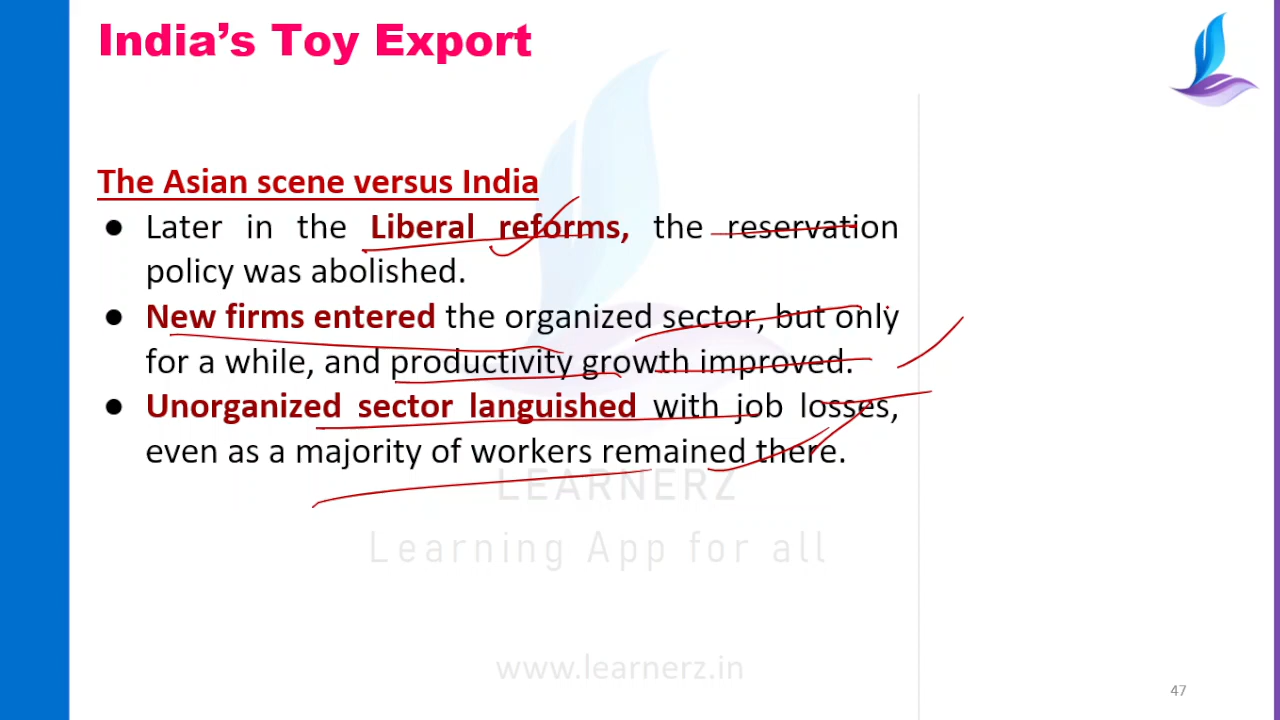 India’s Toy Export
The Asian scene versus India
● Later in the Liberal reforms, the reservation
policy was abolished.
● New firms entered the organized sector, but only
for a while, and productivity growth improved.
● Unorganized sector languished with job losses,
even as a majority of workers remained there.
LEARNERZ
Learning App for all
www.learnerz.in
47